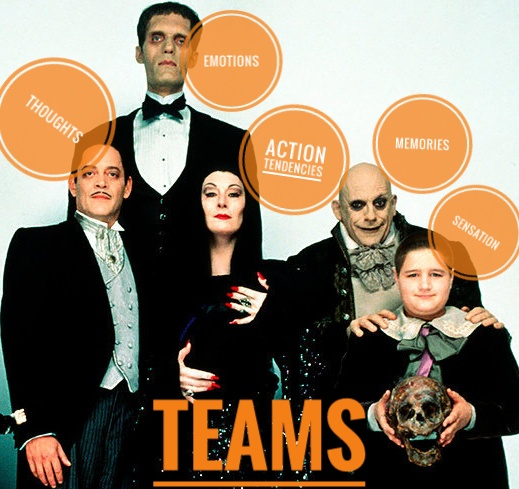 EMOTIONS
THOUGHTS
ACTION
TENDENCIES
MEMORIES
SENSATION
TEAMS